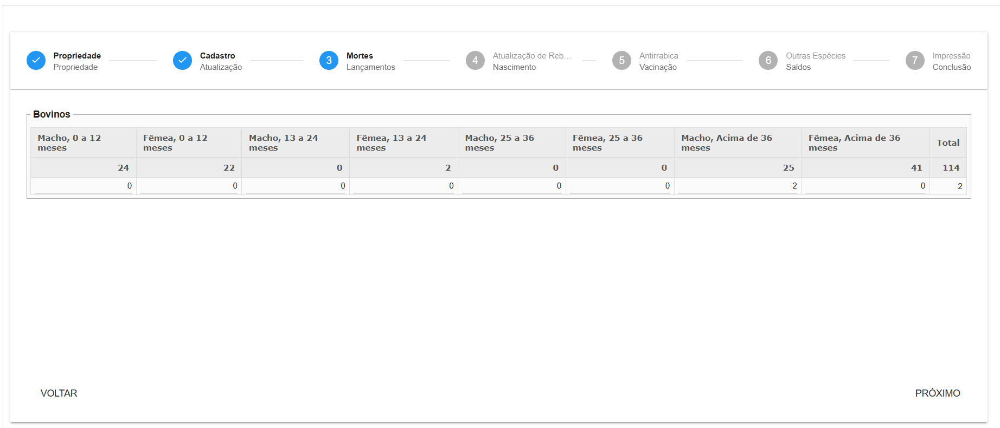 Propriedade
Propriedade
Cadastro
Atualização
3
Mortes
Lançamentos
4
Atualização de Reb...
Nascimento
5
Antirrabica
Vacinação
6
Outras Espécies
Saldos
7
Impressão
Conclusão
Bovinos
Macho, 0 a 12
meses
Fêmea, 0 a 12
meses
Macho, 13 a 24
meses
Fêmea, 13 a 24
meses
Macho, 25 a 36
meses
Fêmea, 25 a 36
meses
Macho, Acima de 36
meses
Fêmea, Acima de 36
meses
Total
24 22 0 2 0 0 25 41 114
0 0 0 0 0 0 2 0 2
VOLTAR
PRÓXIMO